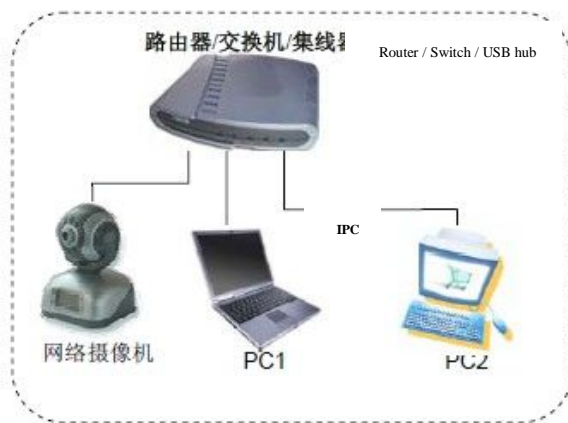 路由器/交换机/集线器
Router / Switch / USB hub
IPC
网络摄像机
PC1
PC2